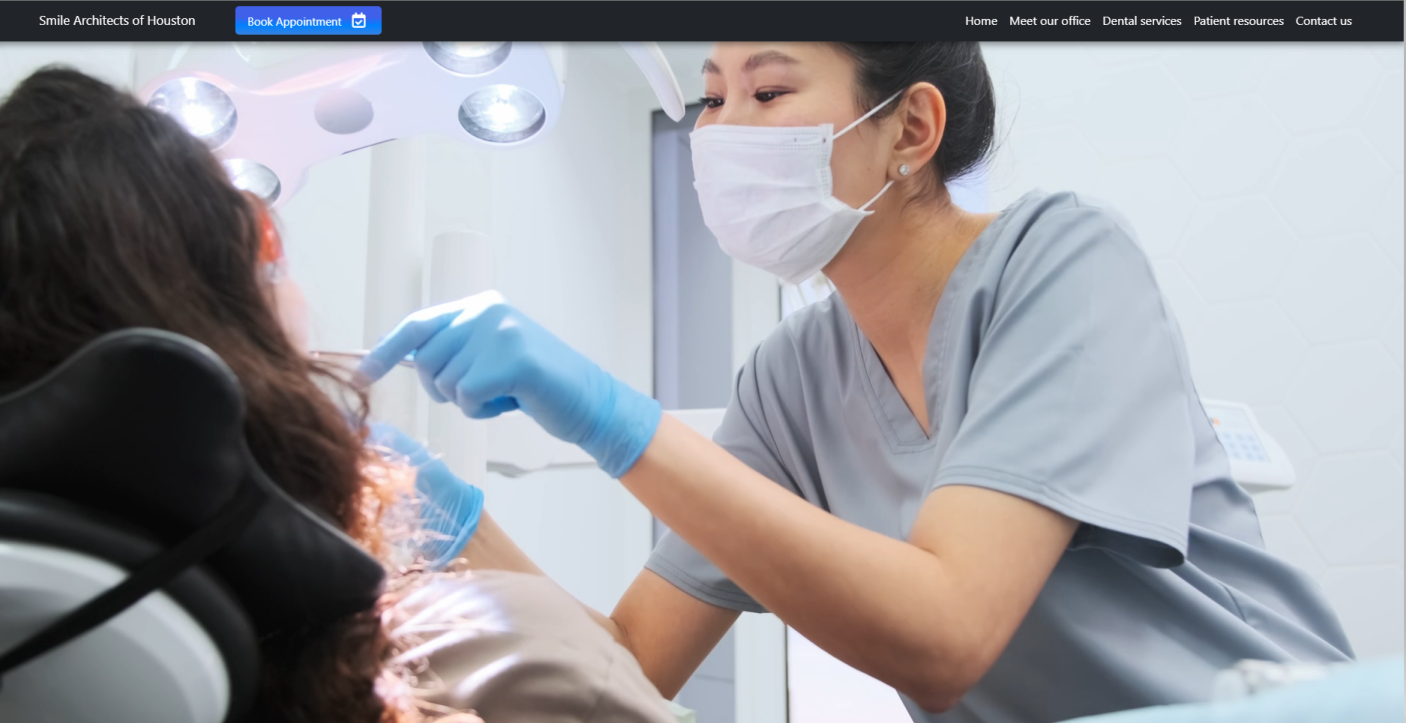 Smile Architects of Houston Book Appointment Home Meet our office Dental services Patient resources Contact us